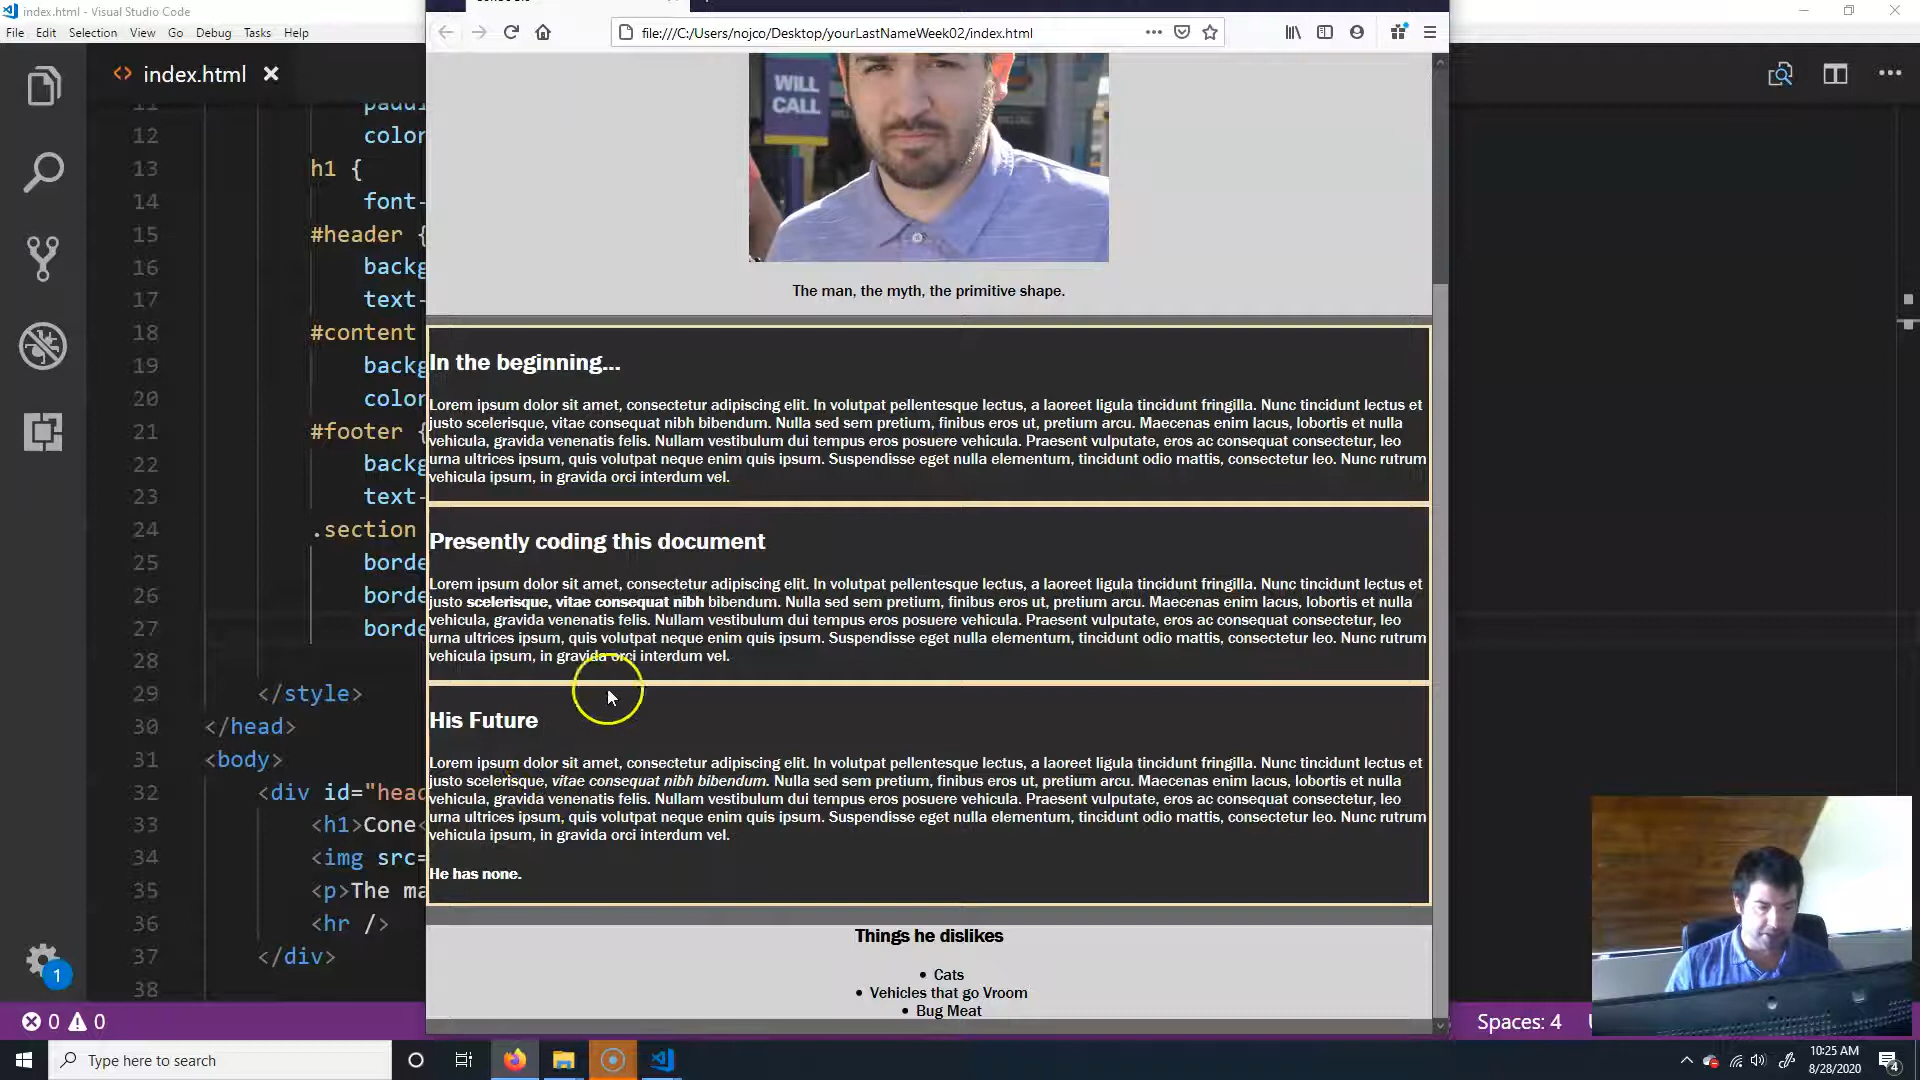 index.html - Visual Studio Code
File Edit Selection View Go Debug Tasks Help
index.html
12
color
13
h1 {
14
font-
15
#header {
16
backg
17
text-
18
#content
19
backg
20
color
21
#footer {
22
backg
23
text-
24
.section
25
borde
26
borde
27
borde
28
29
</style>
30
</head>
31
<body>
32
<div id="head
33
<h1>Cone<
34
<img src=
35
<p>The ma
36
<hr />
37
</div>
38
file:///C:/Users/nojco/Desktop/yourLastNameWeek02/index.html
WILL
CALL
The man, the myth, the primitive shape.
In the beginning...
Lorem ipsum dolor sit amet, consectetur adipiscing elit. In volutpat pellentesque lectus, a laoreet ligula tincidunt fringilla. Nunc tincidunt lectus et
justo scelerisque, vitae consequat nibh bibendum. Nulla sed sem pretium, finibus eros ut, pretium arcu. Maecenas enim lacus, lobortis et nulla
vehicula, gravida venenatis felis. Nullam vestibulum dui tempus eros posuere vehicula. Praesent vulputate, eros ac consequat consectetur, leo
urna ultrices ipsum, quis volutpat neque enim quis ipsum. Suspendisse eget nulla elementum, tincidunt odio mattis, consectetur leo. Nunc rutrum
vehicula ipsum, in gravida orci interdum vel.
Presently coding this document
Lorem ipsum dolor sit amet, consectetur adipiscing elit. In volutpat pellentesque lectus, a laoreet ligula tincidunt fringilla. Nunc tincidunt lectus et
justo scelerisque, vitae consequat nibh bibendum. Nulla sed sem pretium, finibus eros ut, pretium arcu. Maecenas enim lacus, lobortis et nulla
vehicula, gravida venenatis felis. Nullam vestibulum dui tempus eros posuere vehicula. Praesent vulputate, eros ac consequat consectetur, leo
urna ultrices ipsum, quis volutpat neque enim quis ipsum. Suspendisse eget nulla elementum, tincidunt odio mattis, consectetur leo. Nunc rutrum
vehicula ipsum, in gravida orci interdum vel.
His Future
Lorem ipsum dolor sit amet, consectetur adipiscing elit. In volutpat pellentesque lectus, a laoreet ligula tincidunt fringilla. Nunc tincidunt lectus et
justo scelerisque, vitae consequat nibh bibendum. Nulla sed sem pretium, finibus eros ut, pretium arcu. Maecenas enim lacus, lobortis et nulla
vehicula, gravida venenatis felis. Nullam vestibulum dui tempus eros posuere vehicula. Praesent vulputate, eros ac consequat consectetur, leo
urna ultrices ipsum, quis volutpat neque enim quis ipsum. Suspendisse eget nulla elementum, tincidunt odio mattis, consectetur leo. Nunc rutrum
vehicula ipsum, in gravida orci interdum vel.
He has none.
Things he dislikes
• Cats
• Vehicles that go Vroom
• Bug Meat
1
0 0
Spaces: 4
Type here to search
10:25 AM
8/28/2020
4